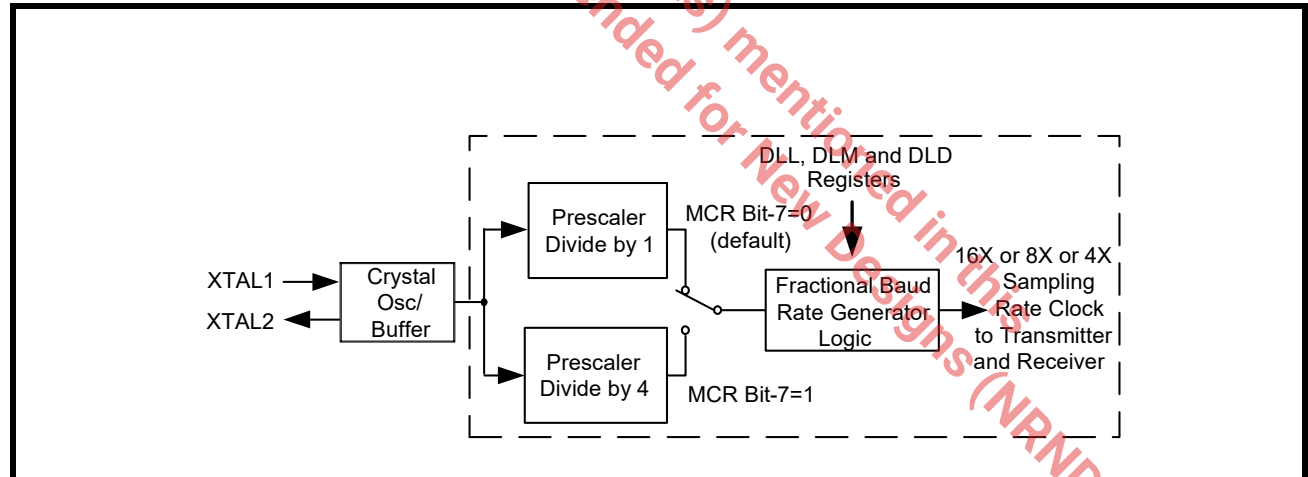 s) mentioned in this
nded for New Designs (NRND
DLL, DLM and DLD
Registers
Prescaler
Divide by 1
MCR Bit-7=0
(default)
XTAL1
XTAL2
Crystal
Osc/
Buffer
Fractional Baud
Rate Generator
Logic
16X or 8X or 4X
Sampling
Rate Clock
to Transmitter
and Receiver
Prescaler
Divide by 4
MCR Bit-7=1